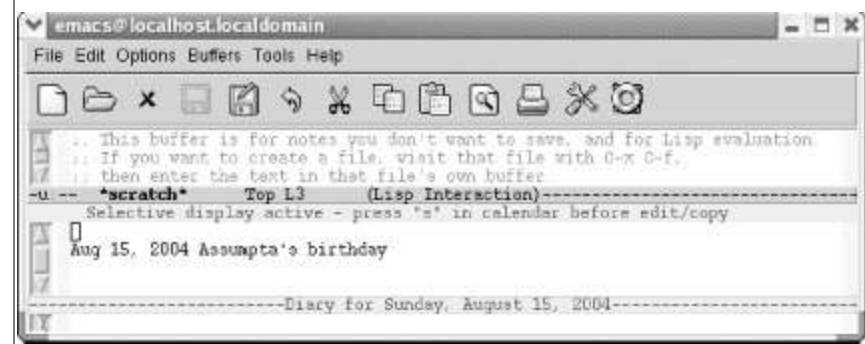 emacs@localhost.localdomain
File Edit Options Buffers Tools Help
;; This buffer is for notes you don't want to save, and for Lisp evaluation.
;; If you want to create a file, visit that file with C-x C-f,
;; then enter the text in that file's own buffer.
-u -- *scratch* Top L3 (Lisp Interaction)--------------------------------
Selective display active - press "s" in calendar before edit/copy
Aug 15, 2004 Assumpta's birthday
-------------------------Diary for Sunday, August 15, 2004------------------------